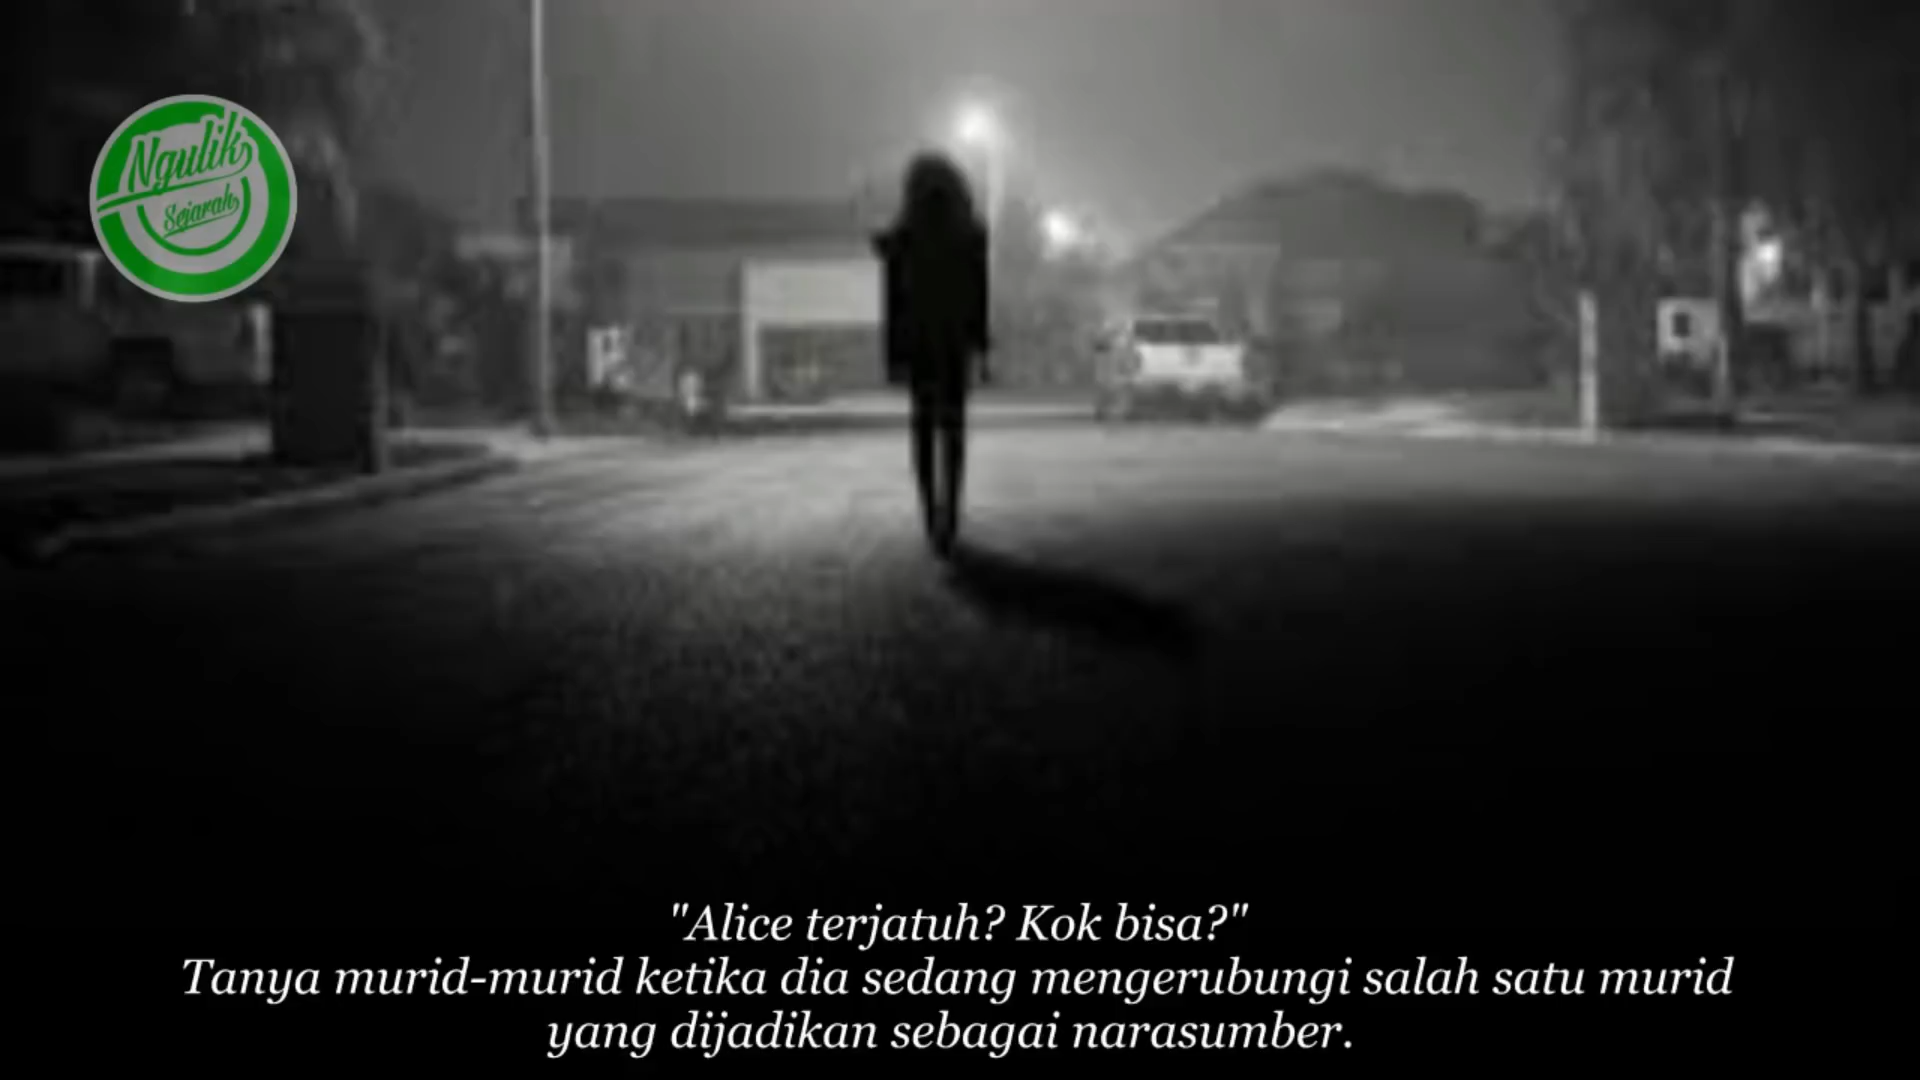 Ngulik
Sejarah
"Alice terjatuh? Kok bisa?"
Tanya murid-murid ketika dia sedang mengerubungi salah satu murid
yang dijadikan sebagai narasumber.